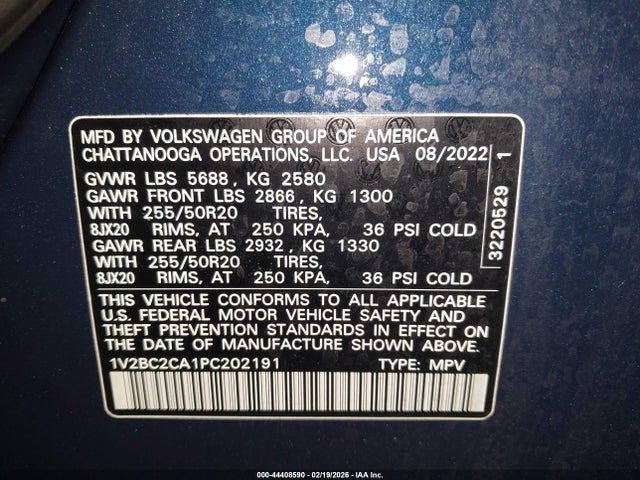 MFD BY VOLKSWAGEN GROUP OF AMERICA
CHATTANOOGA OPERATIONS, LLC. USA 08/2022
GVWR LBS 5688, KG 2580
GAWR FRONT LBS 2866, KG 1300
WITH 255/50R20 TIRES,
8JX20 RIMS, AT 250 KPA, 36 PSI COLD
GAWR REAR LBS 2932, KG 1330
WITH 255/50R20 TIRES,
8JX20 RIMS, AT 250 KPA, 36 PSI COLD
THIS VEHICLE CONFORMS TO ALL APPLICABLE
U.S. FEDERAL MOTOR VEHICLE SAFETY AND
THEFT PREVENTION STANDARDS IN EFFECT ON
THE DATE OF MANUFACTURE SHOWN ABOVE.
1V2BC2CA1PC202191 TYPE: MPV
3220529 1
000-44408590 - 02/19/2026 - IAA Inc.